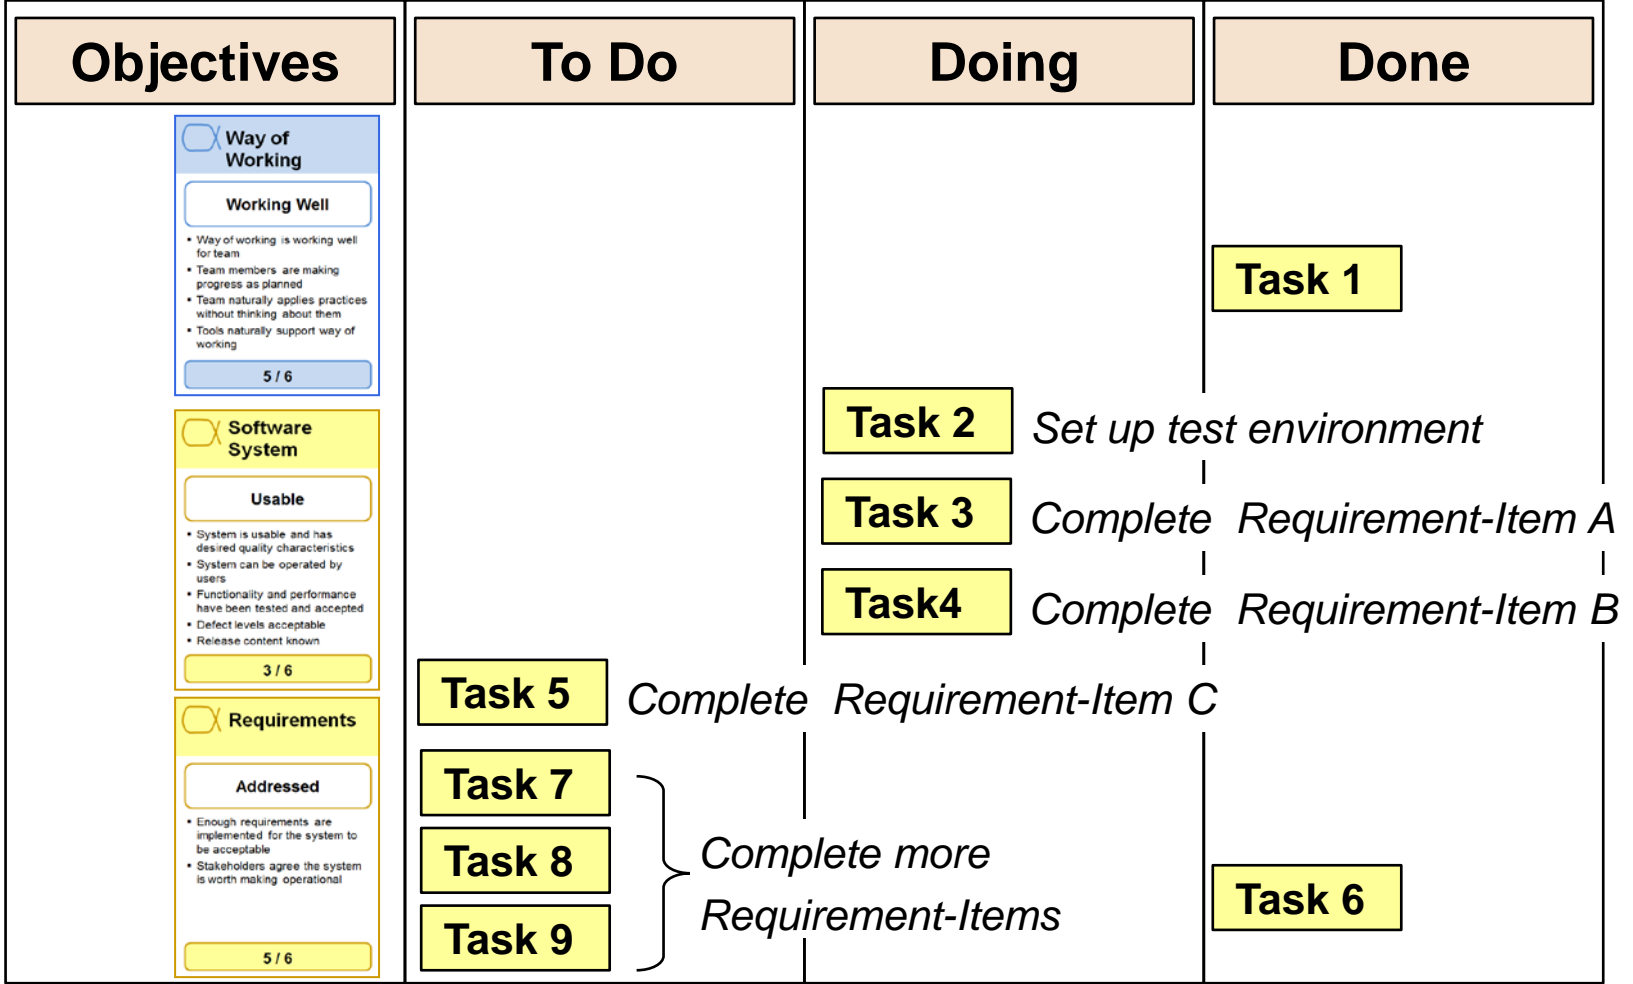 Objectives
To Do
Doing
Done
Way of
Working
Working Well
• Way of working is working well
for team
• Team members are making
progress as planned
• Team naturally applies practices
without thinking about them
• Tools naturally support way of
working
5 / 6
Task 1
Software
System
Usable
• System is usable and has
desired quality characteristics
• System can be operated by
users
• Functionality and performance
have been tested and accepted
• Defect levels acceptable
• Release content known
3 / 6
Task 2
Set up test environment
Task 3
Complete Requirement-Item A
Task4
Complete Requirement-Item B
Task 5
Complete Requirement-Item C
Requirements
Addressed
• Enough requirements are
implemented for the system to
be acceptable
• Stakeholders agree the system
is worth making operational
5 / 6
Task 7
Task 8
Task 9
Complete more
Requirement-Items
Task 6